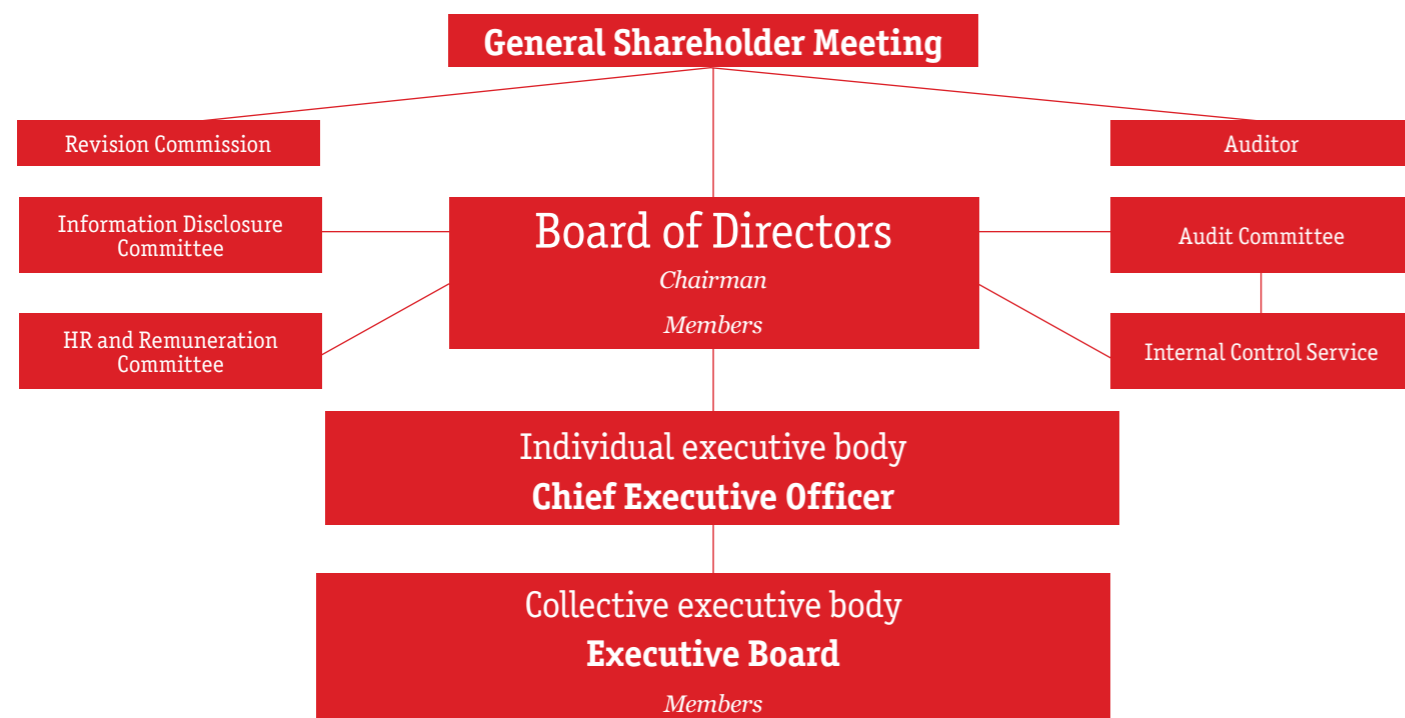 General Shareholder Meeting
Revision Commission
Auditor
Information Disclosure
Committee
Board of Directors
Chairman
Members
Audit Committee
HR and Remuneration
Committee
Internal Control Service
Individual executive body
Chief Executive Officer
Collective executive body
Executive Board
Members